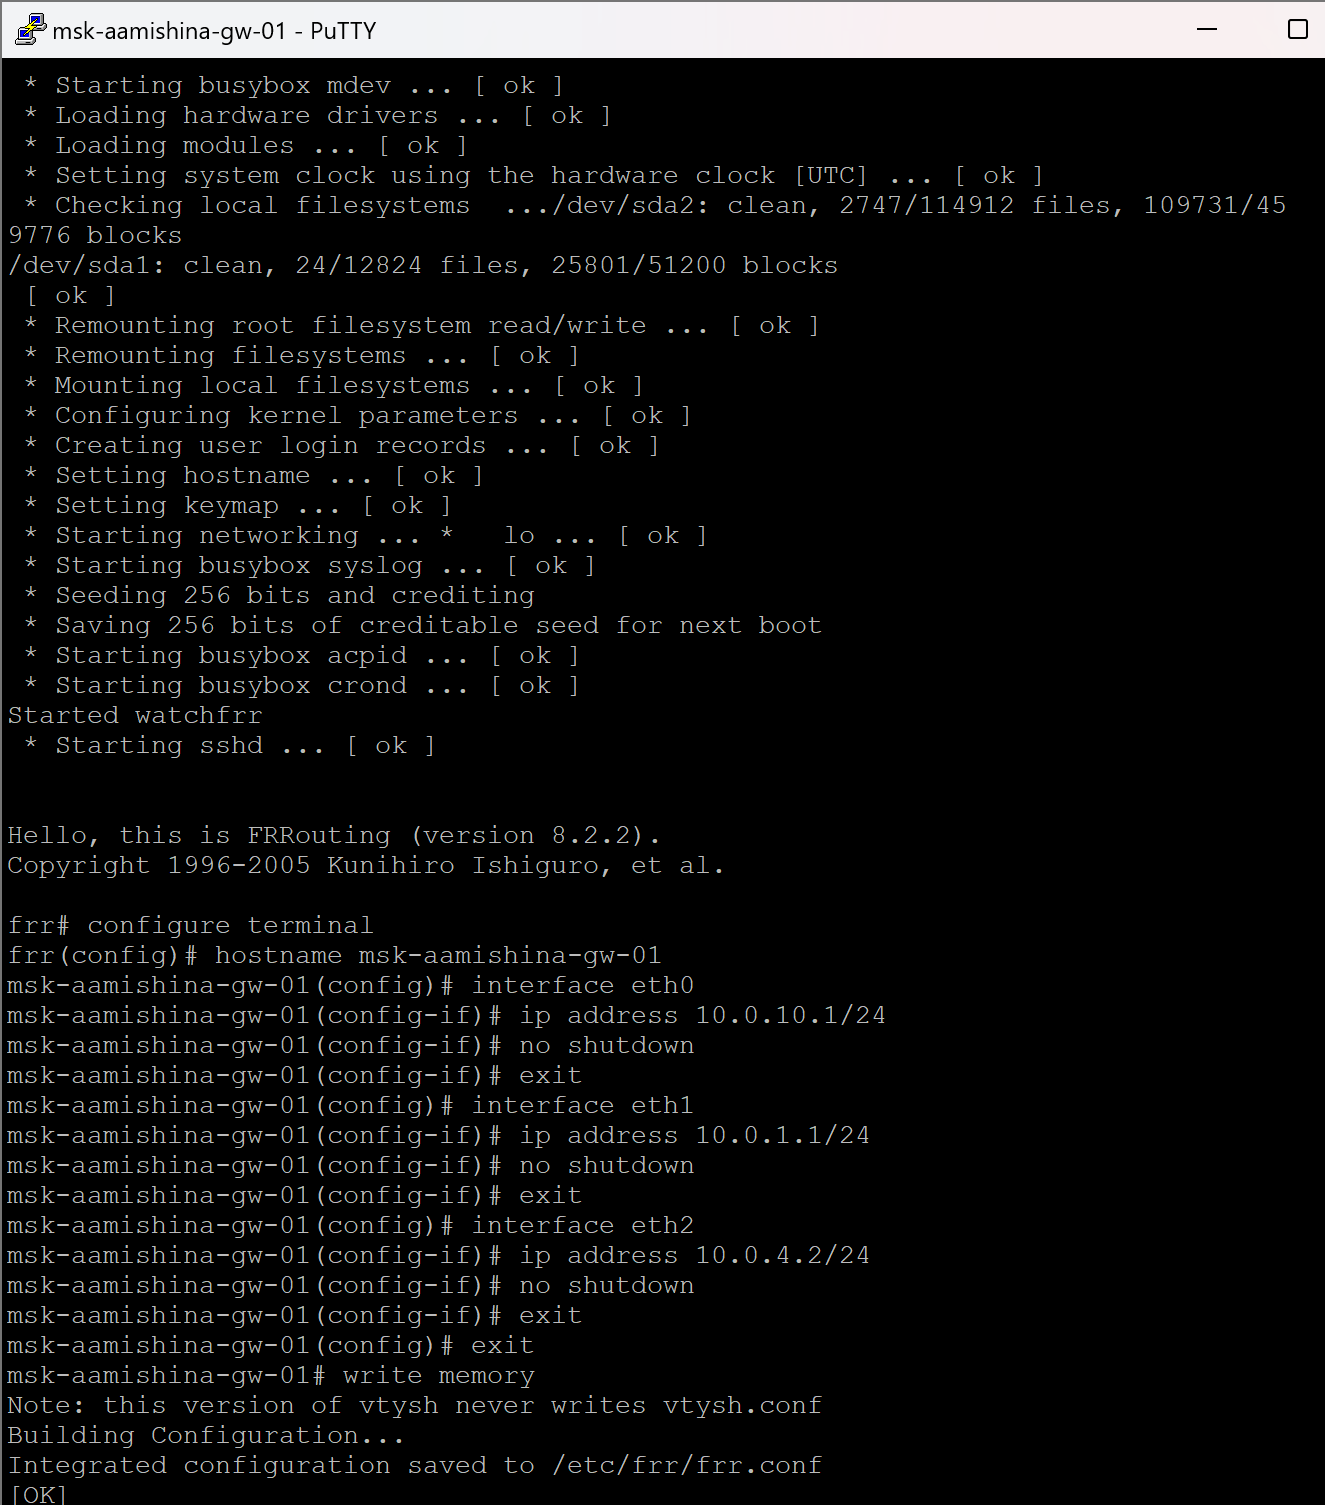 msk-aamishina-gw-01 - PuTTY
* Starting busybox mdev ... [ ok ]
* Loading hardware drivers ... [ ok ]
* Loading modules ... [ ok ]
* Setting system clock using the hardware clock [UTC] ... [ ok ]
* Checking local filesystems  .../dev/sda2: clean, 2747/114912 files, 109731/45
9776 blocks
/dev/sda1: clean, 24/12824 files, 25801/51200 blocks
[ ok ]
* Remounting root filesystem read/write ... [ ok ]
* Remounting filesystems ... [ ok ]
* Mounting local filesystems ... [ ok ]
* Configuring kernel parameters ... [ ok ]
* Creating user login records ... [ ok ]
* Setting hostname ... [ ok ]
* Setting keymap ... [ ok ]
* Starting networking ... *   lo ... [ ok ]
* Starting busybox syslog ... [ ok ]
* Seeding 256 bits and crediting
* Saving 256 bits of creditable seed for next boot
* Starting busybox acpid ... [ ok ]
* Starting busybox crond ... [ ok ]
Started watchfrr
* Starting sshd ... [ ok ]
Hello, this is FRRouting (version 8.2.2).
Copyright 1996-2005 Kunihiro Ishiguro, et al.
frr# configure terminal
frr(config)# hostname msk-aamishina-gw-01
msk-aamishina-gw-01(config)# interface eth0
msk-aamishina-gw-01(config-if)# ip address 10.0.10.1/24
msk-aamishina-gw-01(config-if)# no shutdown
msk-aamishina-gw-01(config-if)# exit
msk-aamishina-gw-01(config)# interface eth1
msk-aamishina-gw-01(config-if)# ip address 10.0.1.1/24
msk-aamishina-gw-01(config-if)# no shutdown
msk-aamishina-gw-01(config-if)# exit
msk-aamishina-gw-01(config)# interface eth2
msk-aamishina-gw-01(config-if)# ip address 10.0.4.2/24
msk-aamishina-gw-01(config-if)# no shutdown
msk-aamishina-gw-01(config-if)# exit
msk-aamishina-gw-01(config)# exit
msk-aamishina-gw-01# write memory
Note: this version of vtysh never writes vtysh.conf
Building Configuration...
Integrated configuration saved to /etc/frr/frr.conf
[OK]